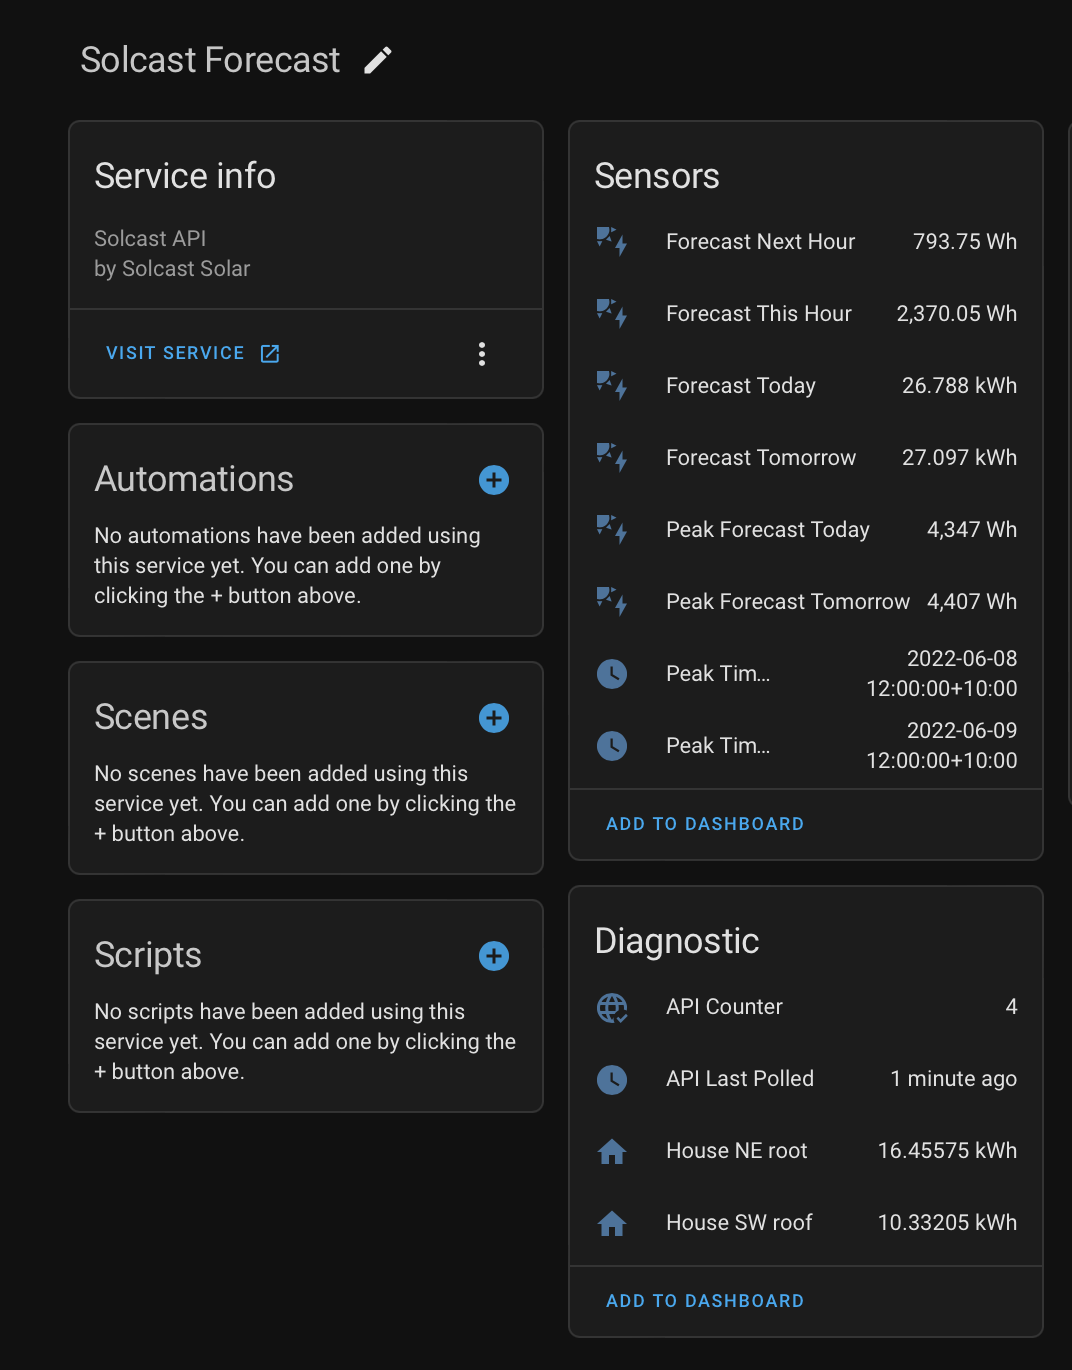 Solcast Forecast
Service info
Solcast API
by Solcast Solar
VISIT SERVICE
Automations
No automations have been added using
this service yet. You can add one by
clicking the + button above.
Scenes
No scenes have been added using this
service yet. You can add one by clicking the
+ button above.
Scripts
No scripts have been added using this
service yet. You can add one by clicking the
+ button above.
Sensors
Forecast Next Hour 793.75 Wh
Forecast This Hour 2,370.05 Wh
Forecast Today 26.788 kWh
Forecast Tomorrow 27.097 kWh
Peak Forecast Today 4,347 Wh
Peak Forecast Tomorrow 4,407 Wh
Peak Tim... 2022-06-08
12:00:00+10:00
Peak Tim... 2022-06-09
12:00:00+10:00
ADD TO DASHBOARD
Diagnostic
API Counter 4
API Last Polled 1 minute ago
House NE root 16.45575 kWh
House SW roof 10.33205 kWh
ADD TO DASHBOARD